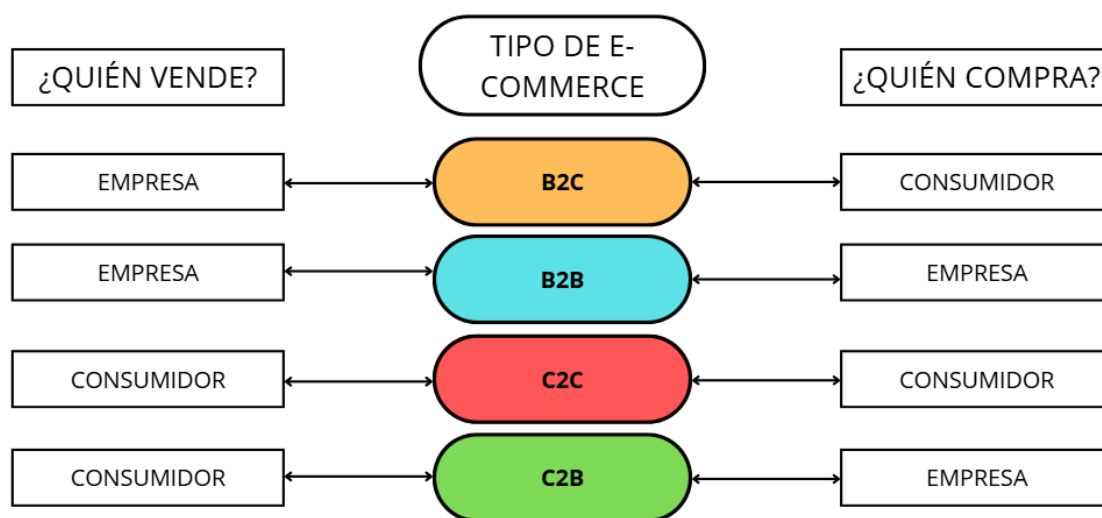 ¿QUIÉN VENDE?
TIPO DE E-
COMMERCE
¿QUIÉN COMPRA?
EMPRESA
B2C
CONSUMIDOR
EMPRESA
B2B
EMPRESA
CONSUMIDOR
C2C
CONSUMIDOR
CONSUMIDOR
C2B
EMPRESA